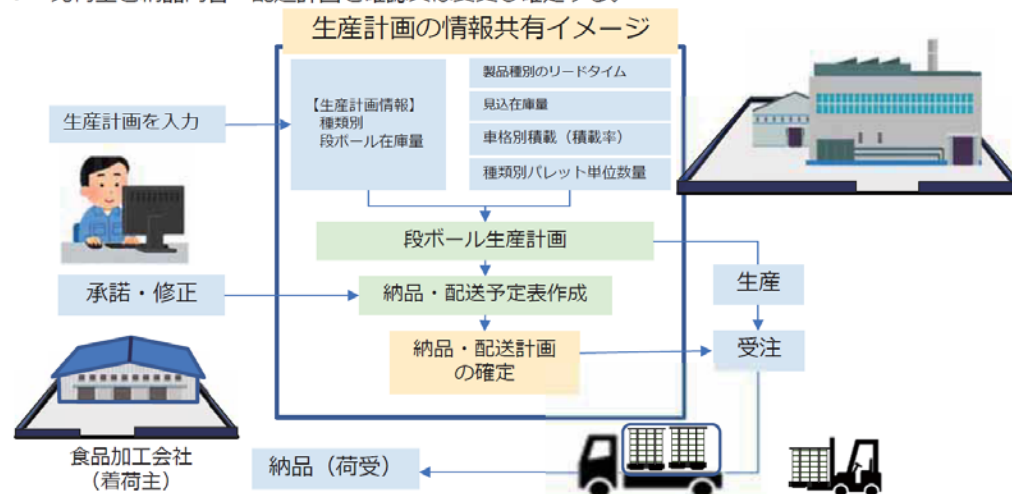 生産計画の情報共有イメージ
製品種別のリードタイム
【生産計画情報】
種類別
段ボール在庫量
見込在庫量
生産計画を入力
車格別積載（積載率）
種類別パレット単位数量
段ボール生産計画
承諾・修正
納品・配送予定表作成
生産
納品・配送計画
の確定
受注
食品加工会社
（着荷主）
納品（荷受）